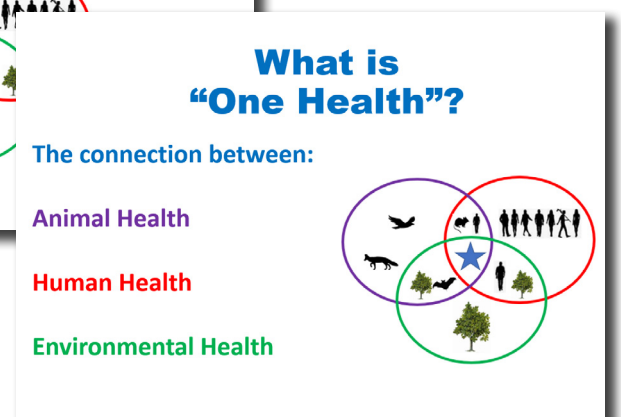 What is
“One Health”?
The connection between:
Animal Health
Human Health
Environmental Health